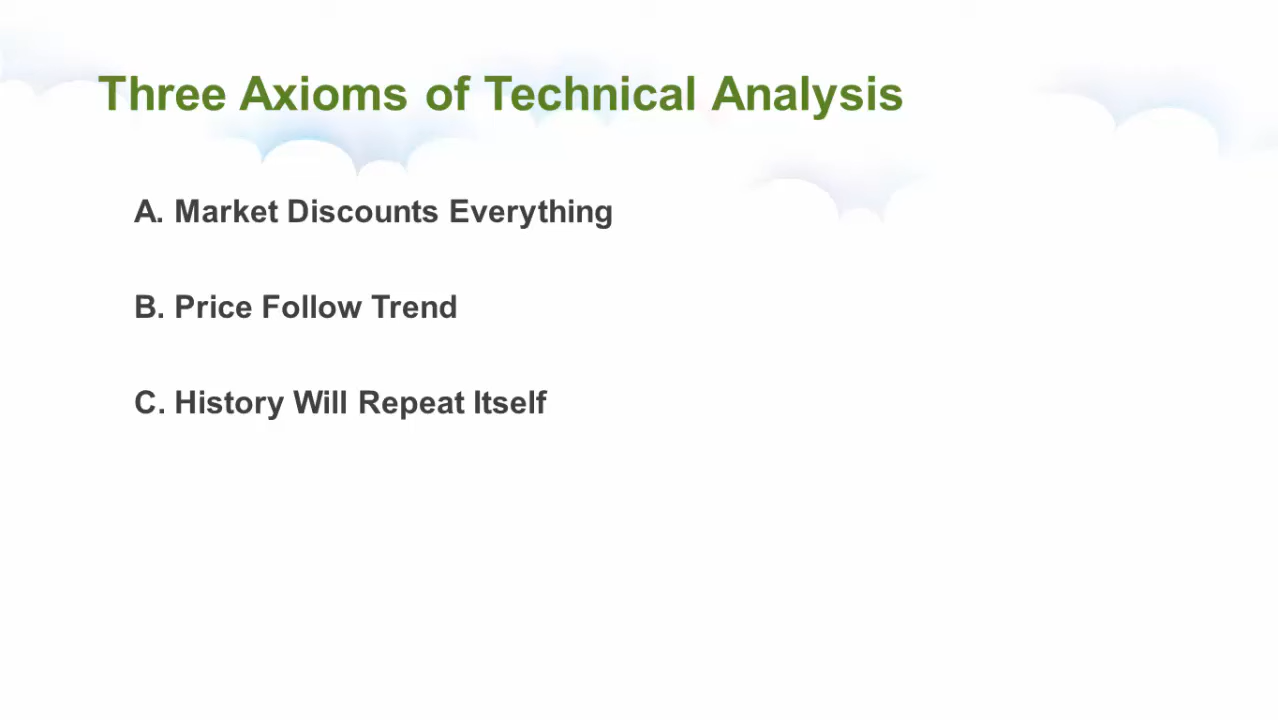 Three Axioms of Technical Analysis
A. Market Discounts Everything
B. Price Follow Trend
C. History Will Repeat Itself